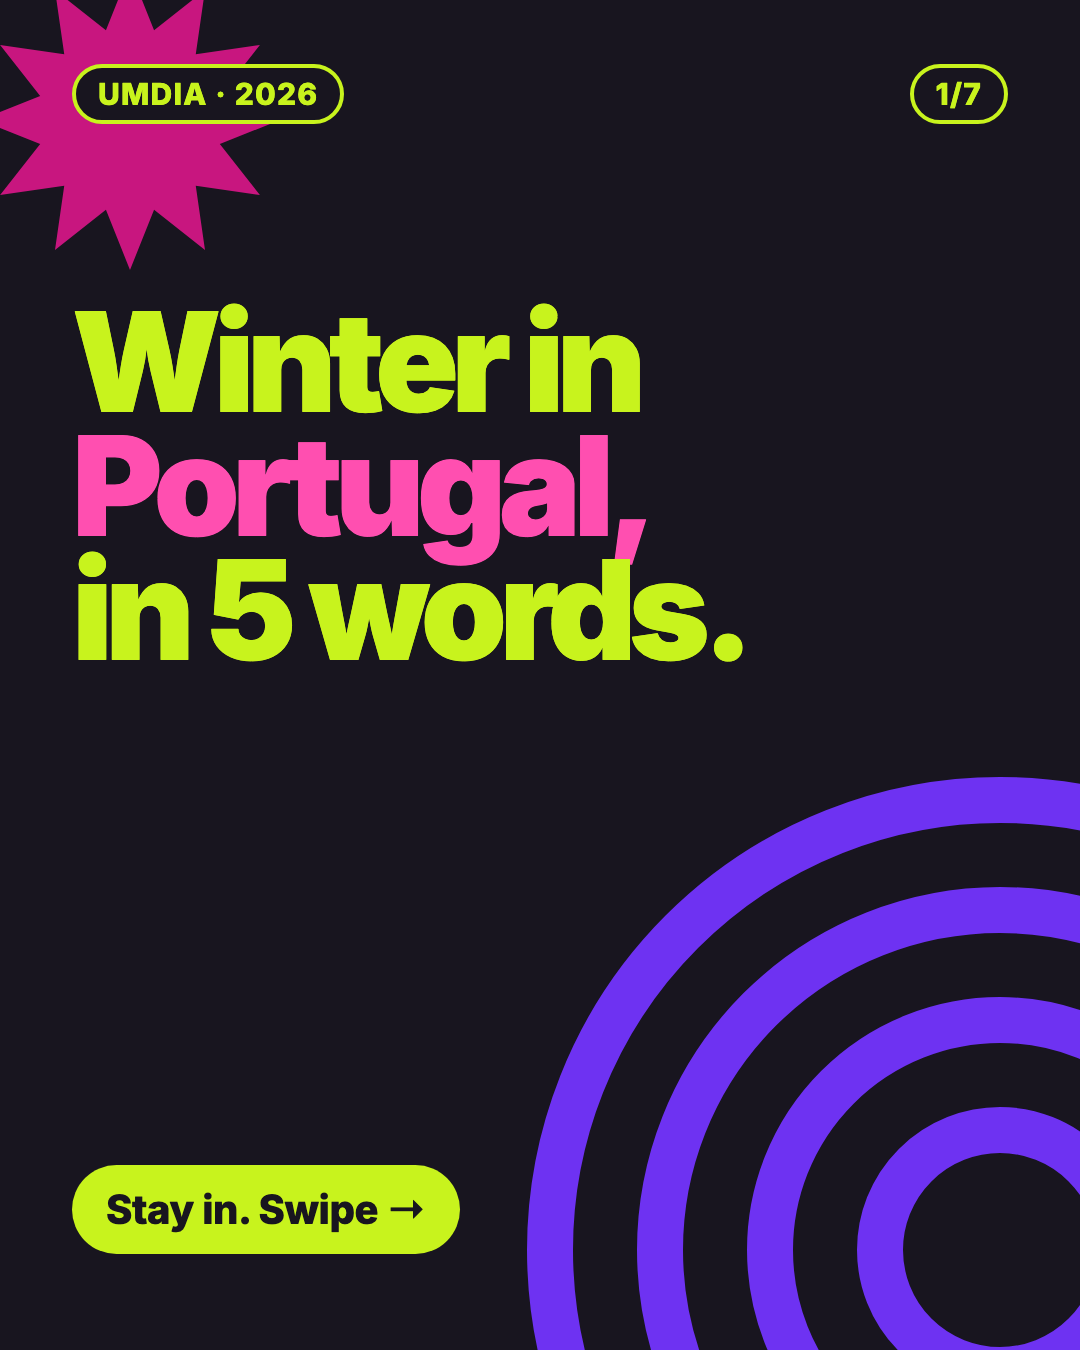 UMDIA · 2026
1/7
Winter in
Portugal,
in 5 words.
Stay in. Swipe →